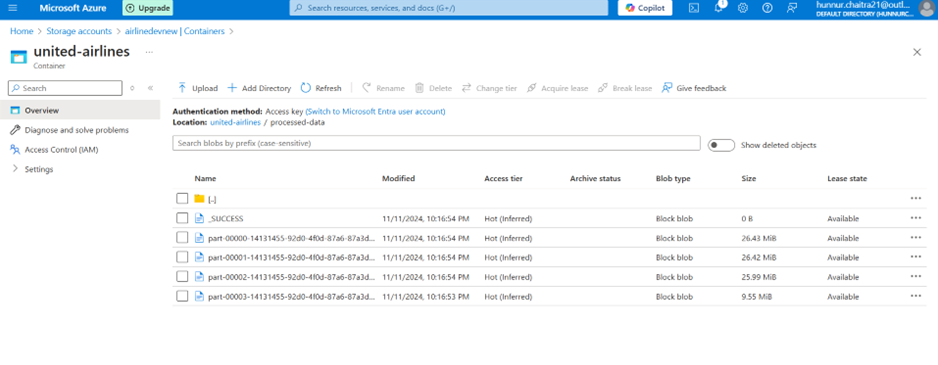 Microsoft Azure Upgrade Search resources, services, and docs (G+/) Copilot 1 hunnur.chaitra21@outl...
DEFAULT DIRECTORY (HUNNURC...
Home > Storage accounts > airlinedevnew | Containers >
united-airlines ...
Container
Search
Overview
Diagnose and solve problems
Access Control (IAM)
Settings
Upload Add Directory Refresh Rename Delete Change tier Acquire lease Break lease Give feedback
Authentication method: Access key (Switch to Microsoft Entra user account)
Location: united-airlines / processed-data
Search blobs by prefix (case-sensitive) Show deleted objects
Name Modified Access tier Archive status Blob type Size Lease state
[..]
_SUCCESS 11/11/2024, 10:16:54 PM Hot (Inferred) Block blob 0 B Available
part-00000-14131455-92d0-4f0d-87a6-87a3d... 11/11/2024, 10:16:54 PM Hot (Inferred) Block blob 26.43 MiB Available
part-00001-14131455-92d0-4f0d-87a6-87a3d... 11/11/2024, 10:16:54 PM Hot (Inferred) Block blob 26.42 MiB Available
part-00002-14131455-92d0-4f0d-87a6-87a3d... 11/11/2024, 10:16:54 PM Hot (Inferred) Block blob 25.99 MiB Available
part-00003-14131455-92d0-4f0d-87a6-87a3d... 11/11/2024, 10:16:53 PM Hot (Inferred) Block blob 9.55 MiB Available